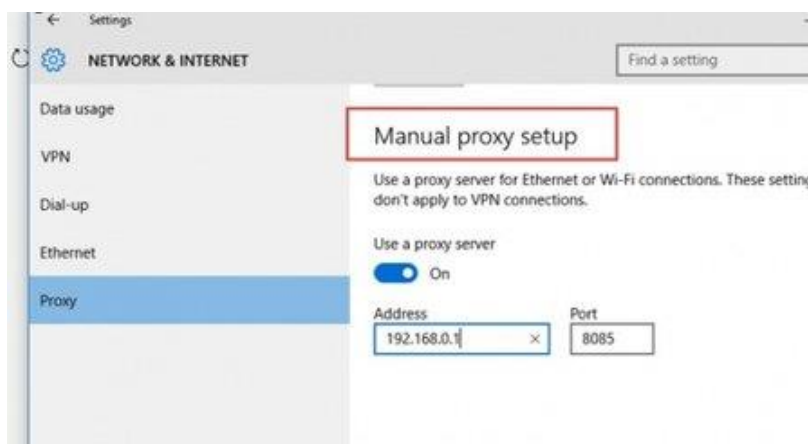 Settings
NETWORK & INTERNET
Find a setting
Data usage
VPN
Dial-up
Ethernet
Proxy
Manual proxy setup
Use a proxy server for Ethernet or Wi-Fi connections. These setting
don't apply to VPN connections.
Use a proxy server
On
Address
Port
192.168.0.1
8085